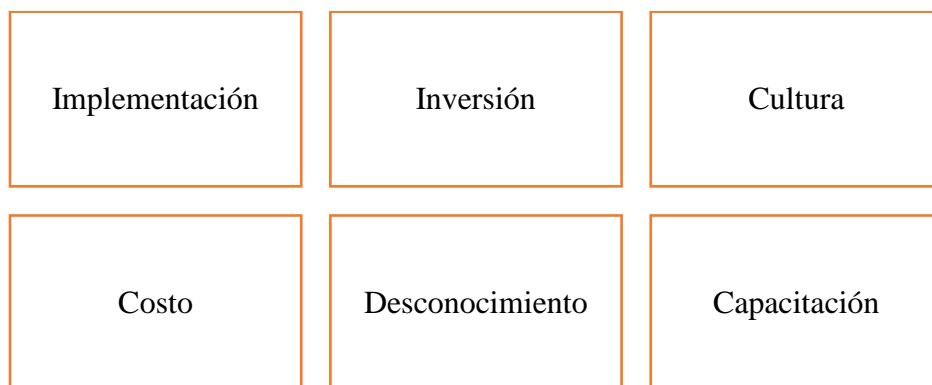 Implementación
Inversión
Cultura
Costo
Desconocimiento
Capacitación